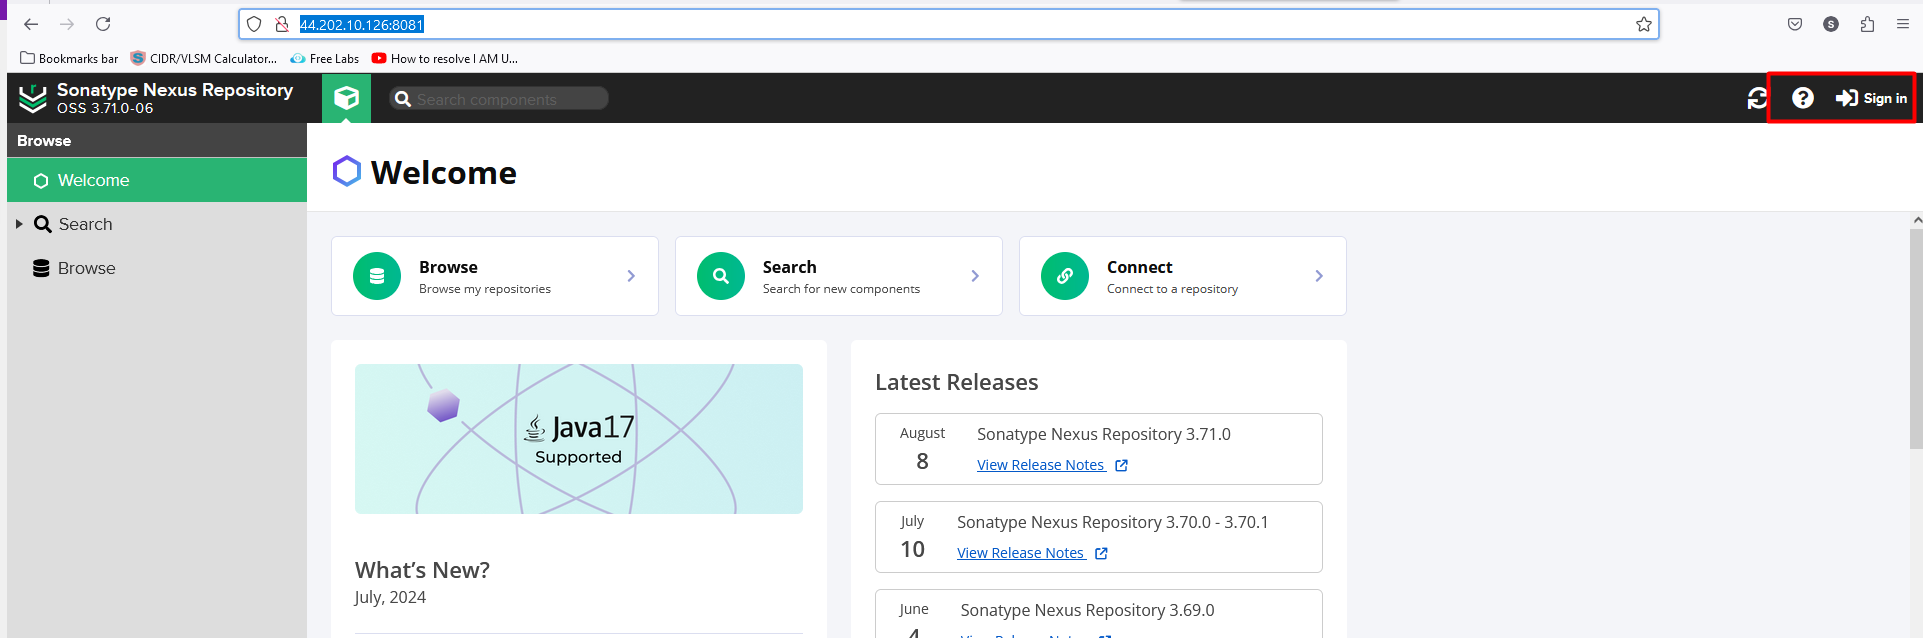 44.202.10.126:8081
Bookmarks bar
CIDR/VLSM Calculator...
Free Labs
How to resolve I AM U...
S
Sonatype Nexus Repository
OSS 3.71.0-06
Search components
Sign in
Browse
Welcome
Search
Browse
Welcome
Browse
Browse my repositories
Search
Search for new components
Connect
Connect to a repository
Java17
Supported
What's New?
July, 2024
Latest Releases
August
8
Sonatype Nexus Repository 3.71.0
View Release Notes
July
10
Sonatype Nexus Repository 3.70.0 - 3.70.1
View Release Notes
June
4
Sonatype Nexus Repository 3.69.0
View Release Notes